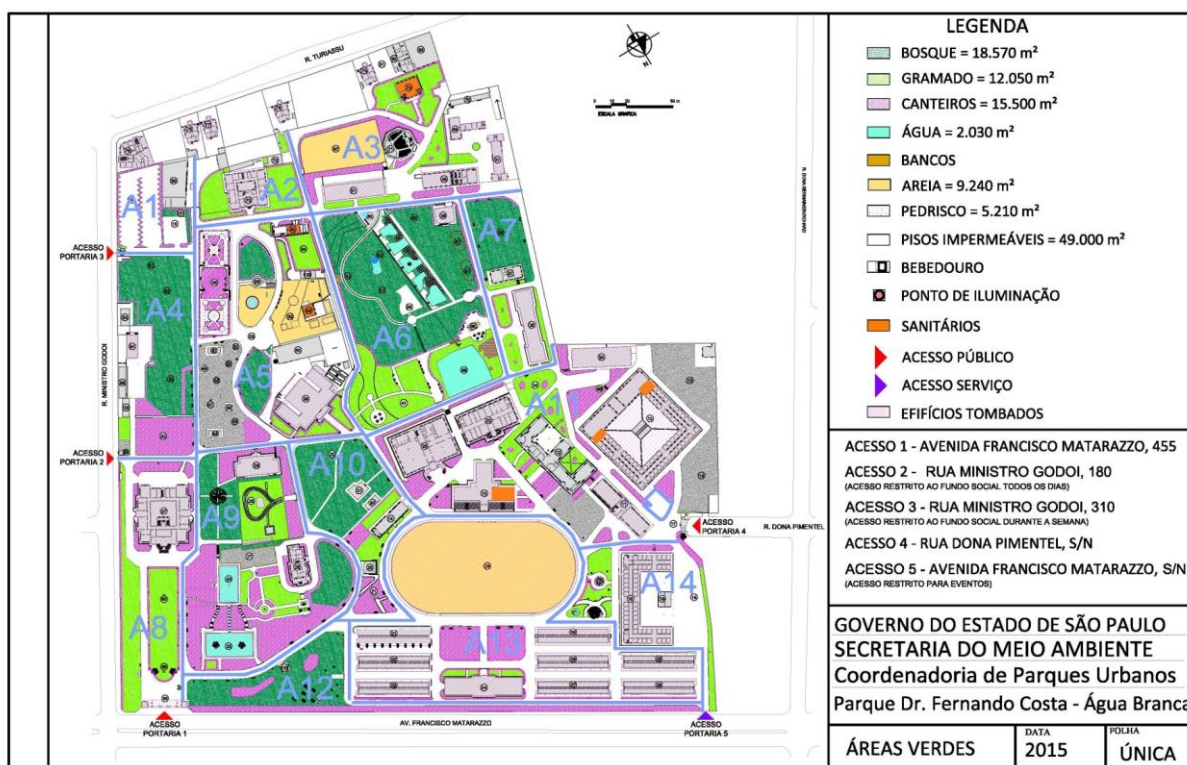 R. TURIASSU
N
0 10 20 50 m
ESCALA GRÁFICA
A1
A2
A3
A4
A5
A6
A7
A8
A9
A10
A11
A12
A13
A14
ACESSO
PORTARIA 3
R. MINISTRO GODOI
ACESSO
PORTARIA 2
ACESSO
PORTARIA 4
R. DONA PIMENTEL
ACESSO
PORTARIA 1
AV. FRANCISCO MATARAZZO
ACESSO
PORTARIA 5
LEGENDA
BOSQUE = 18.570 m²
GRAMADO = 12.050 m²
CANTEIROS = 15.500 m²
ÁGUA = 2.030 m²
BANCOS
AREIA = 9.240 m²
PEDRISCO = 5.210 m²
PISOS IMPERMEÁVEIS = 49.000 m²
BEBEDOURO
PONTO DE ILUMINAÇÃO
SANITÁRIOS
ACESSO PÚBLICO
ACESSO SERVIÇO
EFIFÍCIOS TOMBADOS
ACESSO 1 - AVENIDA FRANCISCO MATARAZZO, 455
ACESSO 2 - RUA MINISTRO GODOI, 180
(ACESSO RESTRITO AO FUNDO SOCIAL TODOS OS DIAS)
ACESSO 3 - RUA MINISTRO GODOI, 310
(ACESSO RESTRITO AO FUNDO SOCIAL DURANTE A SEMANA)
ACESSO 4 - RUA DONA PIMENTEL, S/N
ACESSO 5 - AVENIDA FRANCISCO MATARAZZO, S/N
(ACESSO RESTRITO PARA EVENTOS)
GOVERNO DO ESTADO DE SÃO PAULO
SECRETARIA DO MEIO AMBIENTE
Coordenadoria de Parques Urbanos
Parque Dr. Fernando Costa - Água Branca
ÁREAS VERDES
DATA
2015
FOLHA
ÚNICA